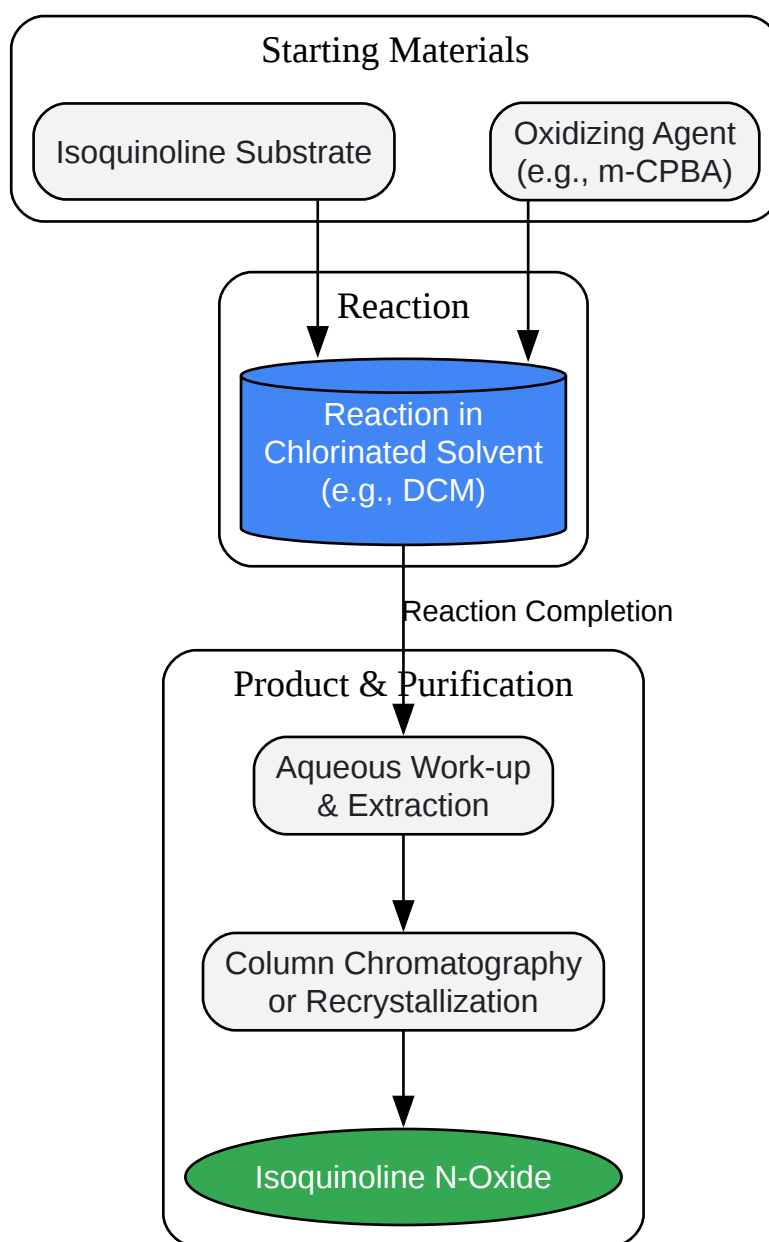 Starting Materials
Isoquinoline Substrate
Oxidizing Agent
(e.g., m-CPBA)
Reaction
Reaction in
Chlorinated Solvent
(e.g., DCM)
Reaction Completion
Product & Purification
Aqueous Work-up
& Extraction
Column Chromatography
or Recrystallization
Isoquinoline N-Oxide